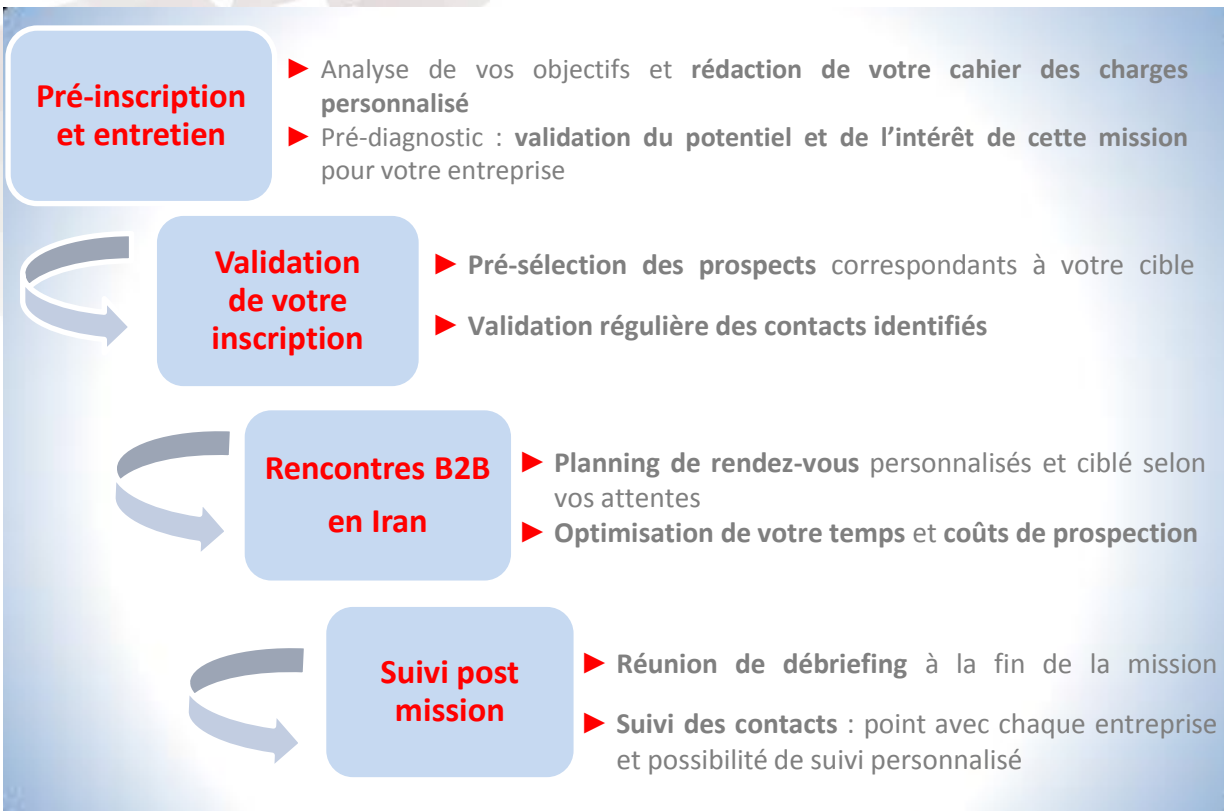 Pré-inscription
et entretien
► Analyse de vos objectifs et rédaction de votre cahier des charges
personnalisé
► Pré-diagnostic : validation du potentiel et de l’intérêt de cette mission
pour votre entreprise
Validation
de votre
inscription
► Pré-sélection des prospects correspondants à votre cible
► Validation régulière des contacts identifiés
Rencontres B2B
en Iran
► Planning de rendez-vous personnalisés et ciblé selon
vos attentes
► Optimisation de votre temps et coûts de prospection
Suivi post
mission
► Réunion de débriefing à la fin de la mission
► Suivi des contacts : point avec chaque entreprise
et possibilité de suivi personnalisé